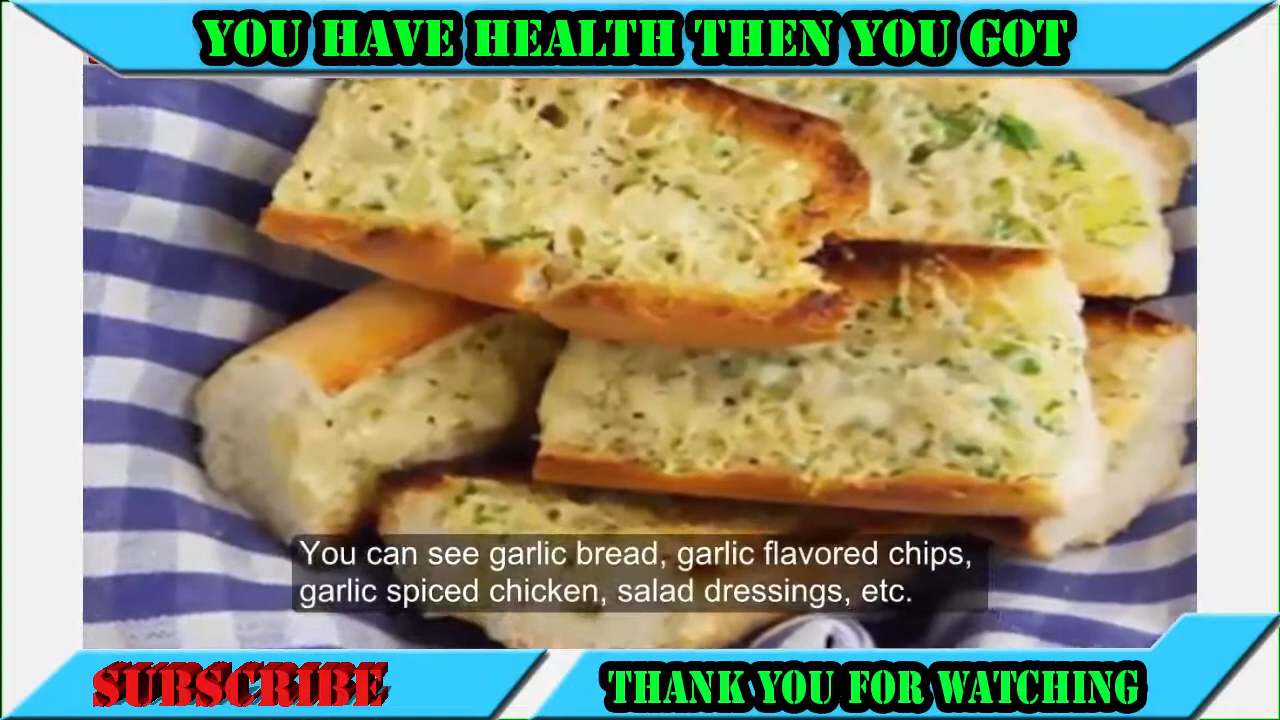 YOU HAVE HEALTH THEN YOU GOT
You can see garlic bread, garlic flavored chips,
garlic spiced chicken, salad dressings, etc.
SUBSCRIBE
THANK YOU FOR WATCHING